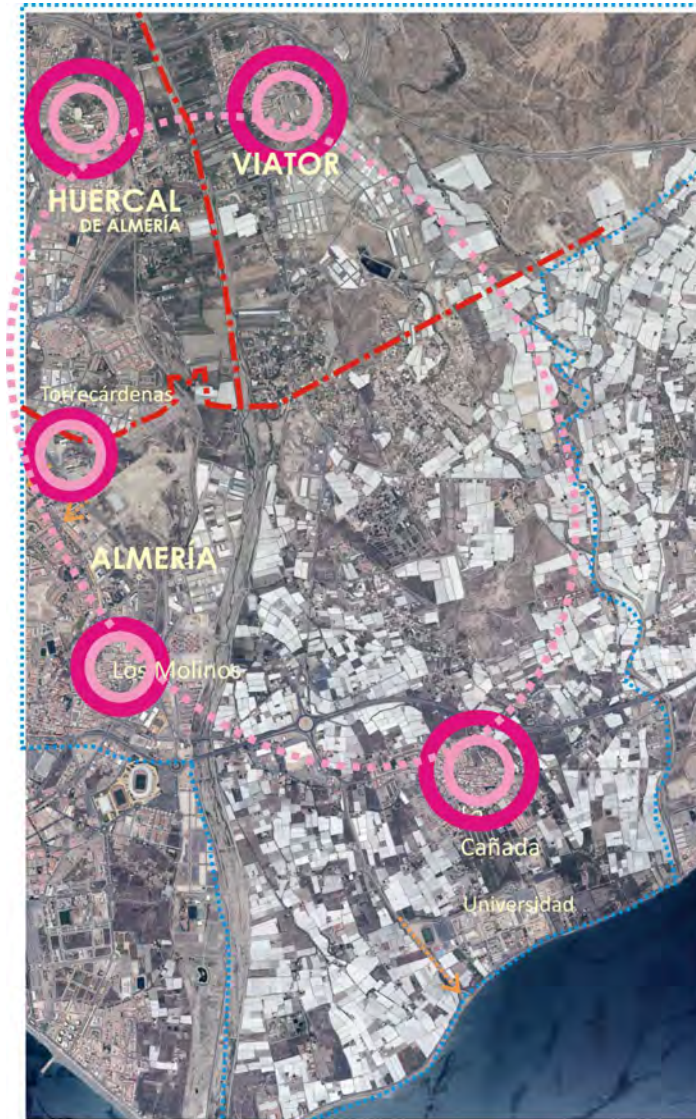 VIATOR
HUERCAL
DE ALMERÍA
Torrecárdenas
ALMERÍA
Los Molinos
Cañada
Universidad